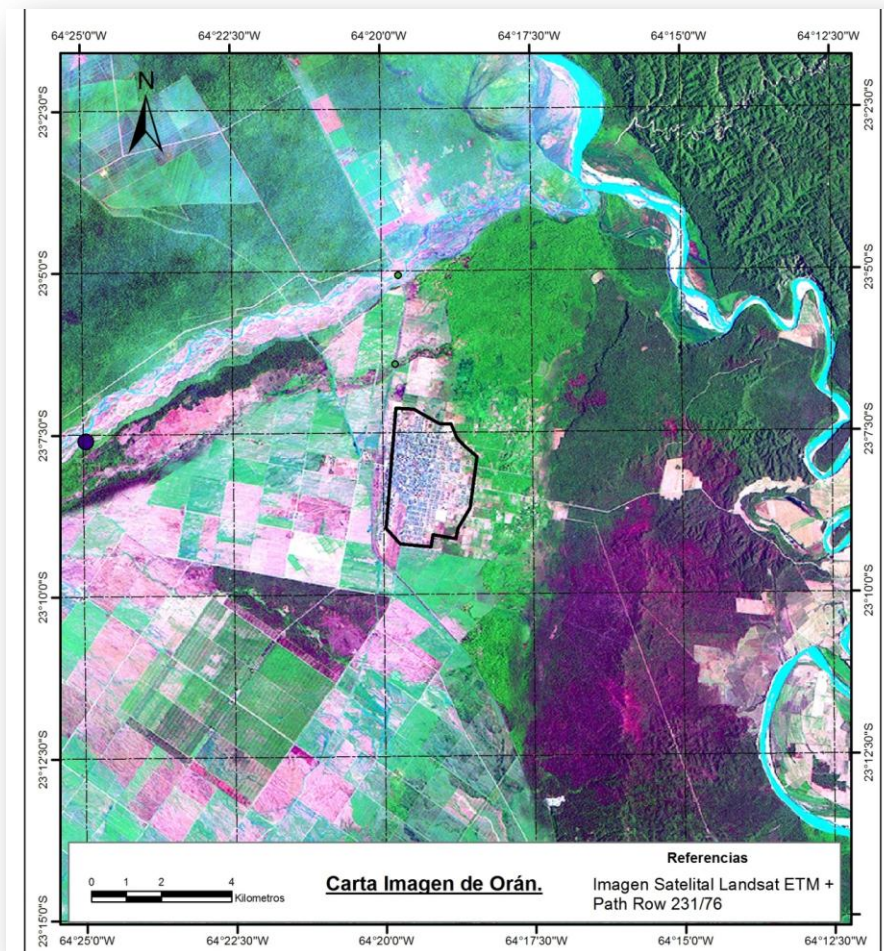 64°25'0"W 64°22'30"W 64°20'0"W 64°17'30"W 64°15'0"W 64°12'30"W
N
23°2'30"S 23°2'30"S
23°5'0"S 23°5'0"S
23°7'30"S 23°7'30"S
23°10'0"S 23°10'0"S
23°12'30"S 23°12'30"S
23°15'0"S
Referencias
0 1 2 4
Kilometros
Carta Imagen de Orán.
Imagen Satelital Landsat ETM +
Path Row 231/76
64°25'0"W 64°22'30"W 64°20'0"W 64°17'30"W 64°15'0"W 64°12'30"W